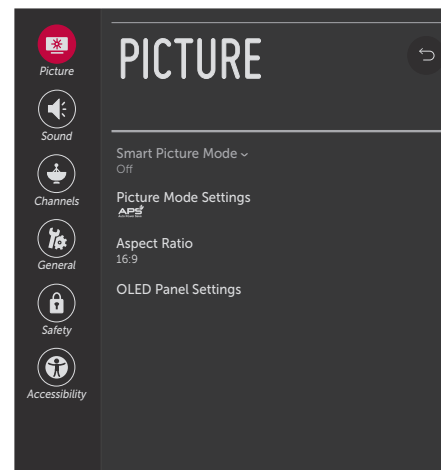 PICTURE
Picture
Sound
Channels
General
Safety
Accessibility
Smart Picture Mode
Off
Picture Mode Settings
APS
Aspect Ratio
16:9
OLED Panel Settings